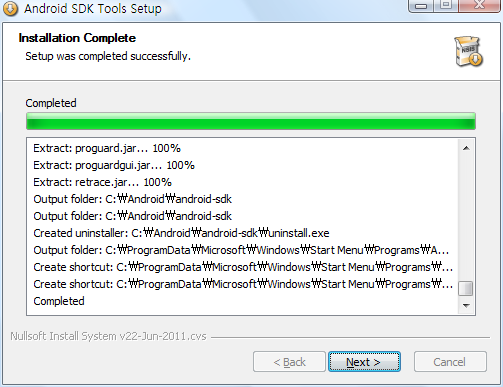 Android SDK Tools Setup
Installation Complete
Setup was completed successfully.
NSIS
Completed
Extract: proguard.jar... 100%
Extract: proguardgui.jar... 100%
Extract: retrace.jar... 100%
Output folder: C:₩Android₩android-sdk
Output folder: C:₩Android₩android-sdk
Created uninstaller: C:₩Android₩android-sdk₩uninstall.exe
Output folder: C:₩ProgramData₩Microsoft₩Windows₩Start Menu₩Programs₩A...
Create shortcut: C:₩ProgramData₩Microsoft₩Windows₩Start Menu₩Programs₩...
Create shortcut: C:₩ProgramData₩Microsoft₩Windows₩Start Menu₩Programs₩...
Completed
Nullsoft Install System v22-Jun-2011.cvs
< Back
Next >
Cancel